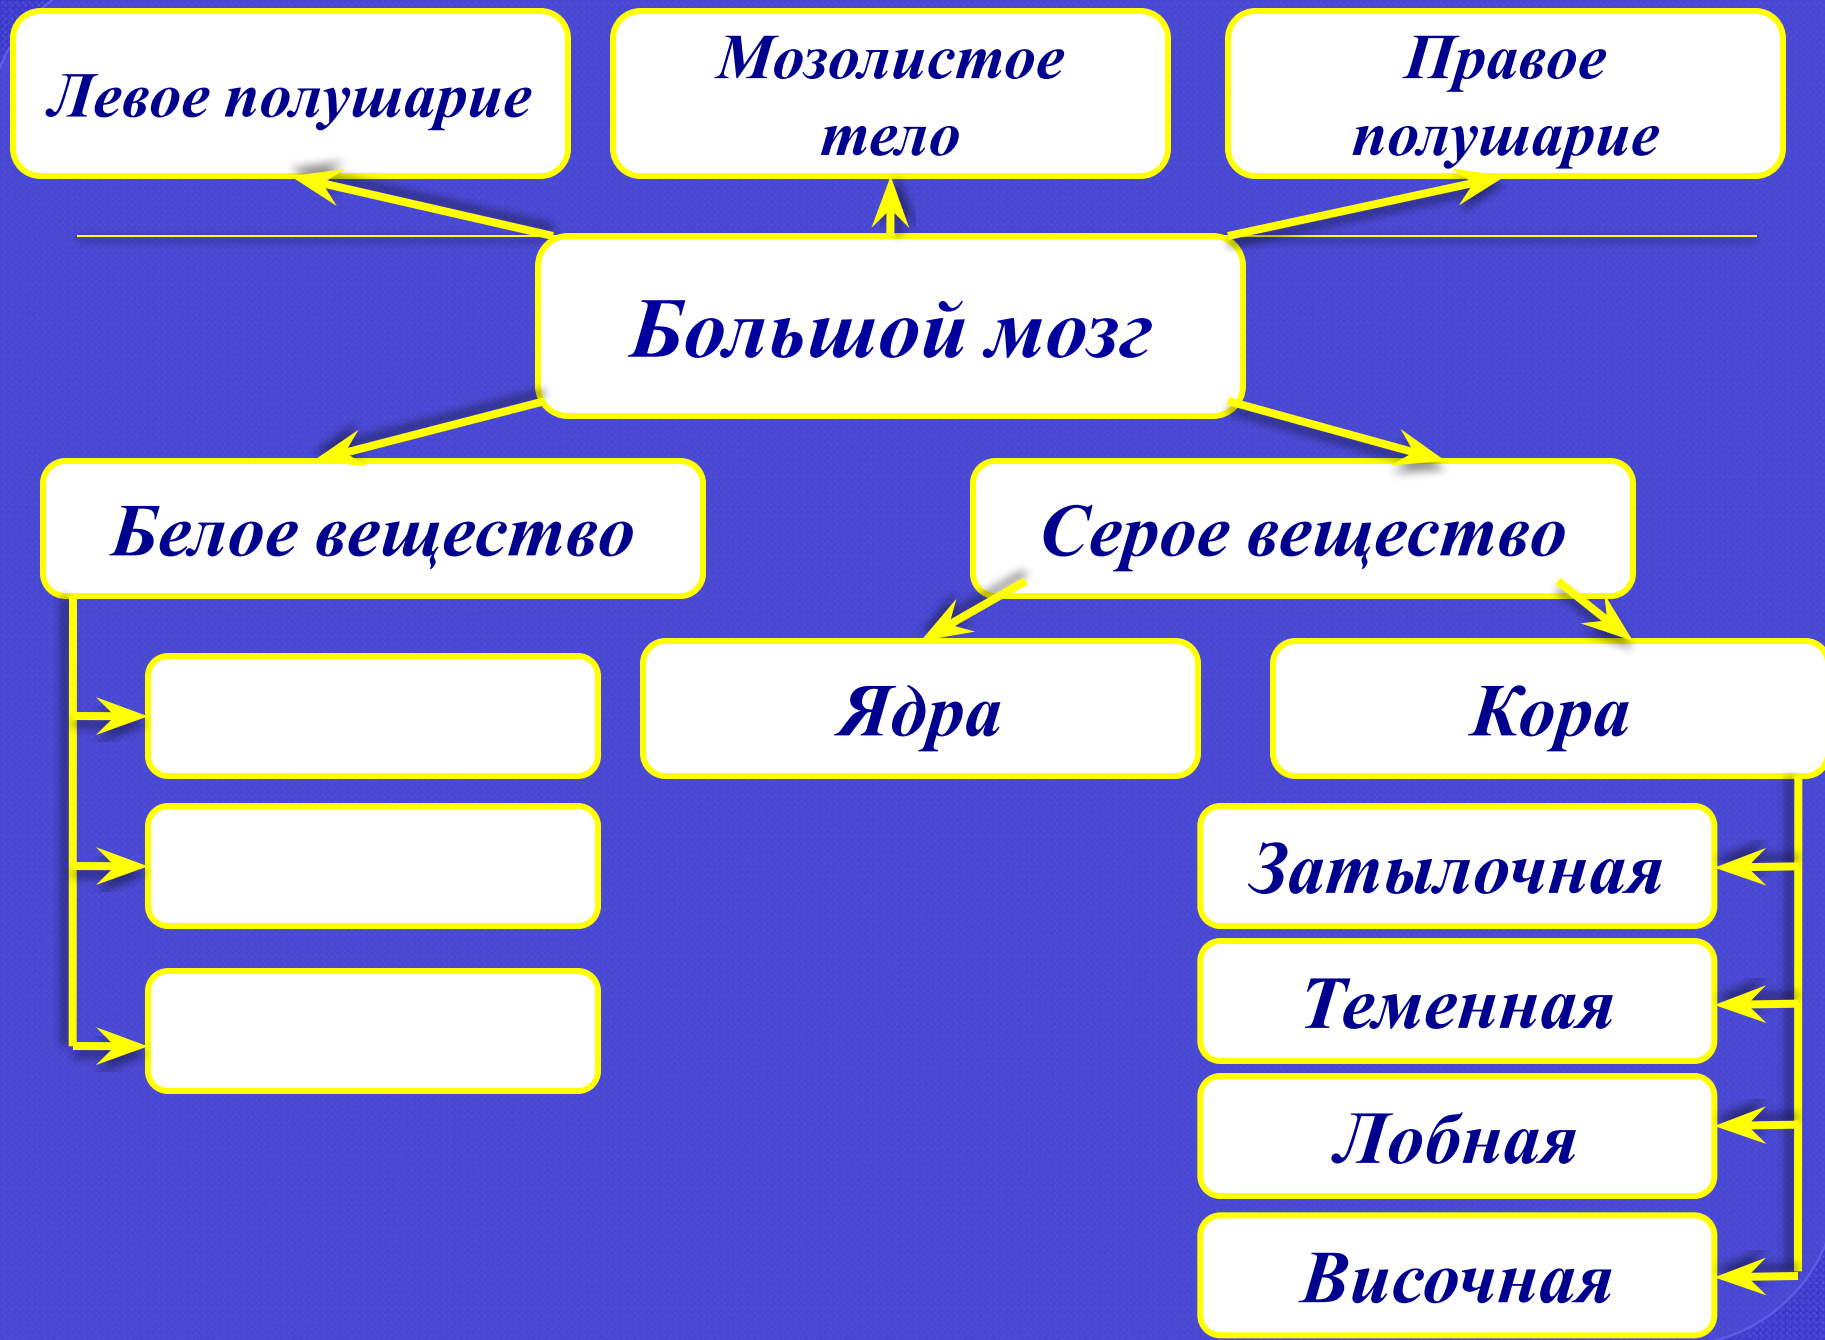 Левое полушарие
Мозолистое
тело
Правое
полушарие
Большой мозг
Белое вещество
Серое вещество
Ядра
Кора
Затылочная
Теменная
Лобная
Височная